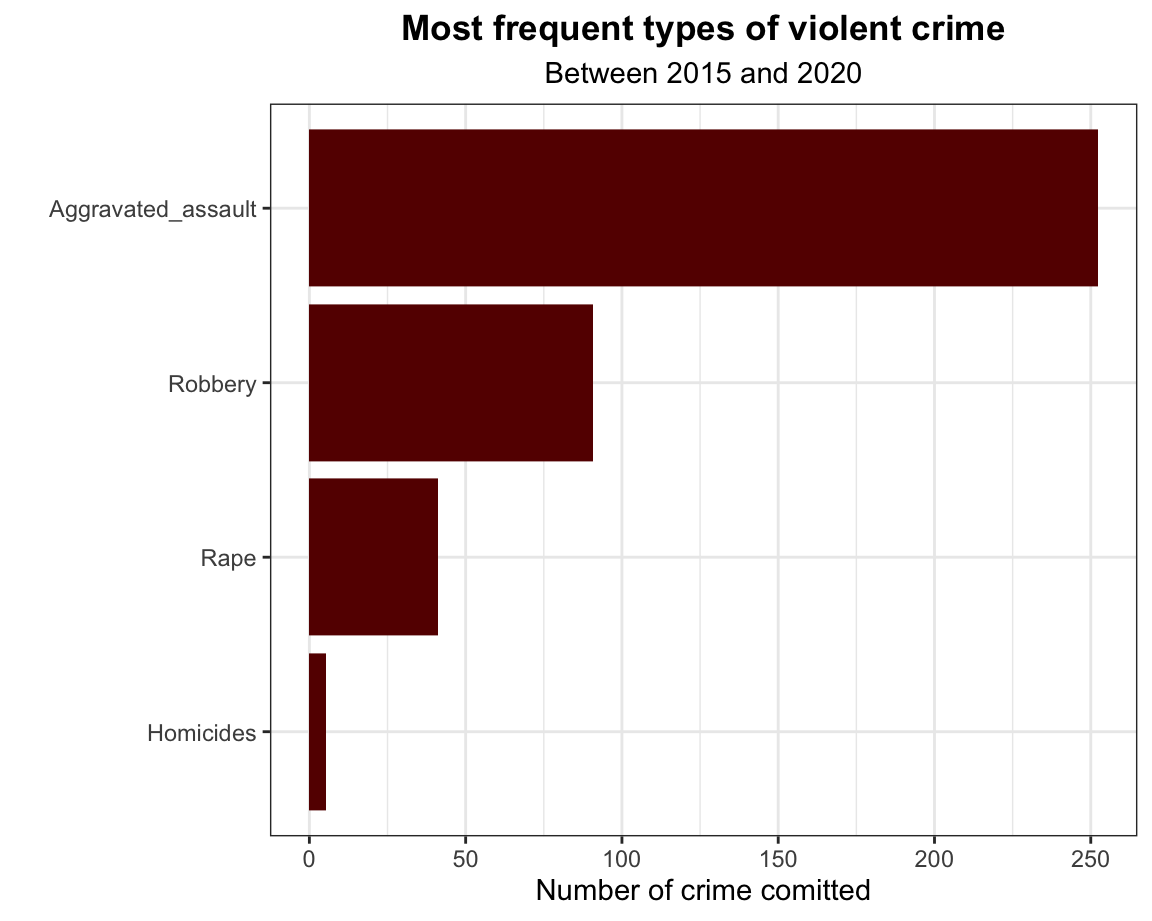 Most frequent types of violent crime
Between 2015 and 2020
Aggravated_assault
Robbery
Rape
Homicides
0 50 100 150 200 250
Number of crime comitted